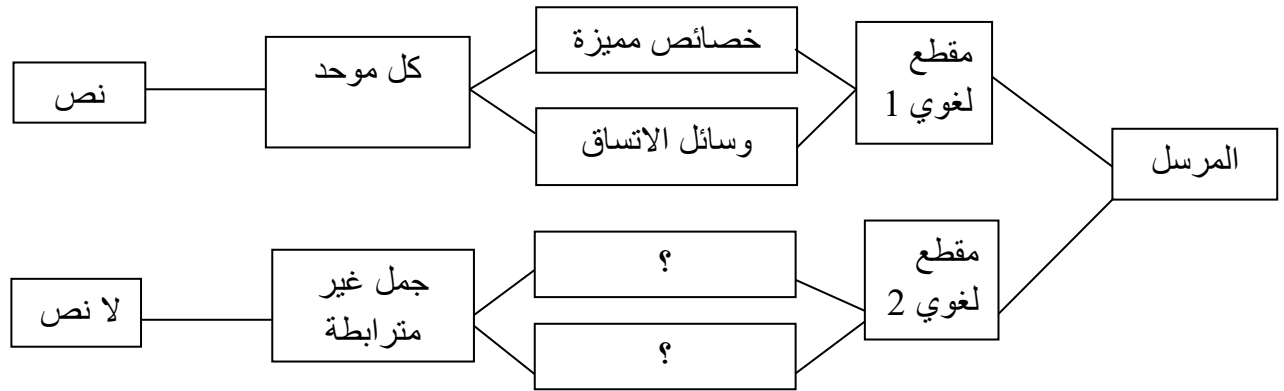 المرسل
مقطع
لغوي 1
خصائص مميزة
وسائل الاتساق
كل موحد
نص
مقطع
لغوي 2
؟
؟
جمل غير
مترابطة
لا نص